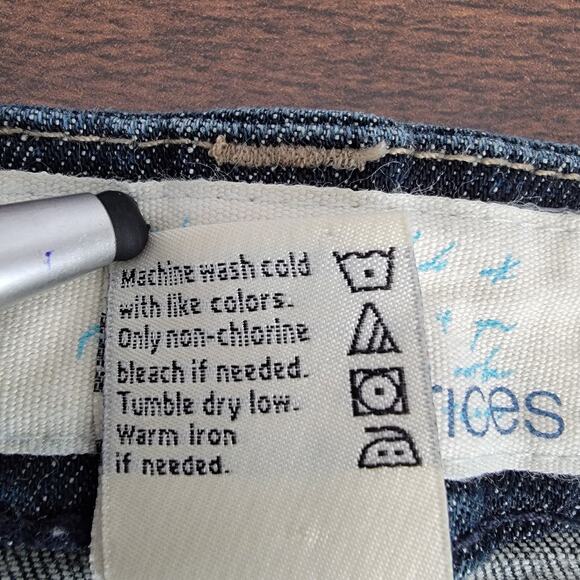 Machine wash cold
with like colors.
Only non-chlorine
bleach if needed.
Tumble dry low.
Warm iron
if needed.